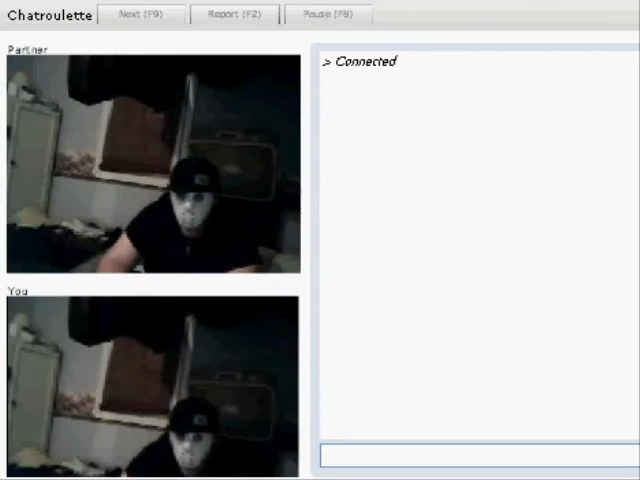 Chatroulette Next (F9) Report (F2) Pause (F8)
Partner
> Connected
You